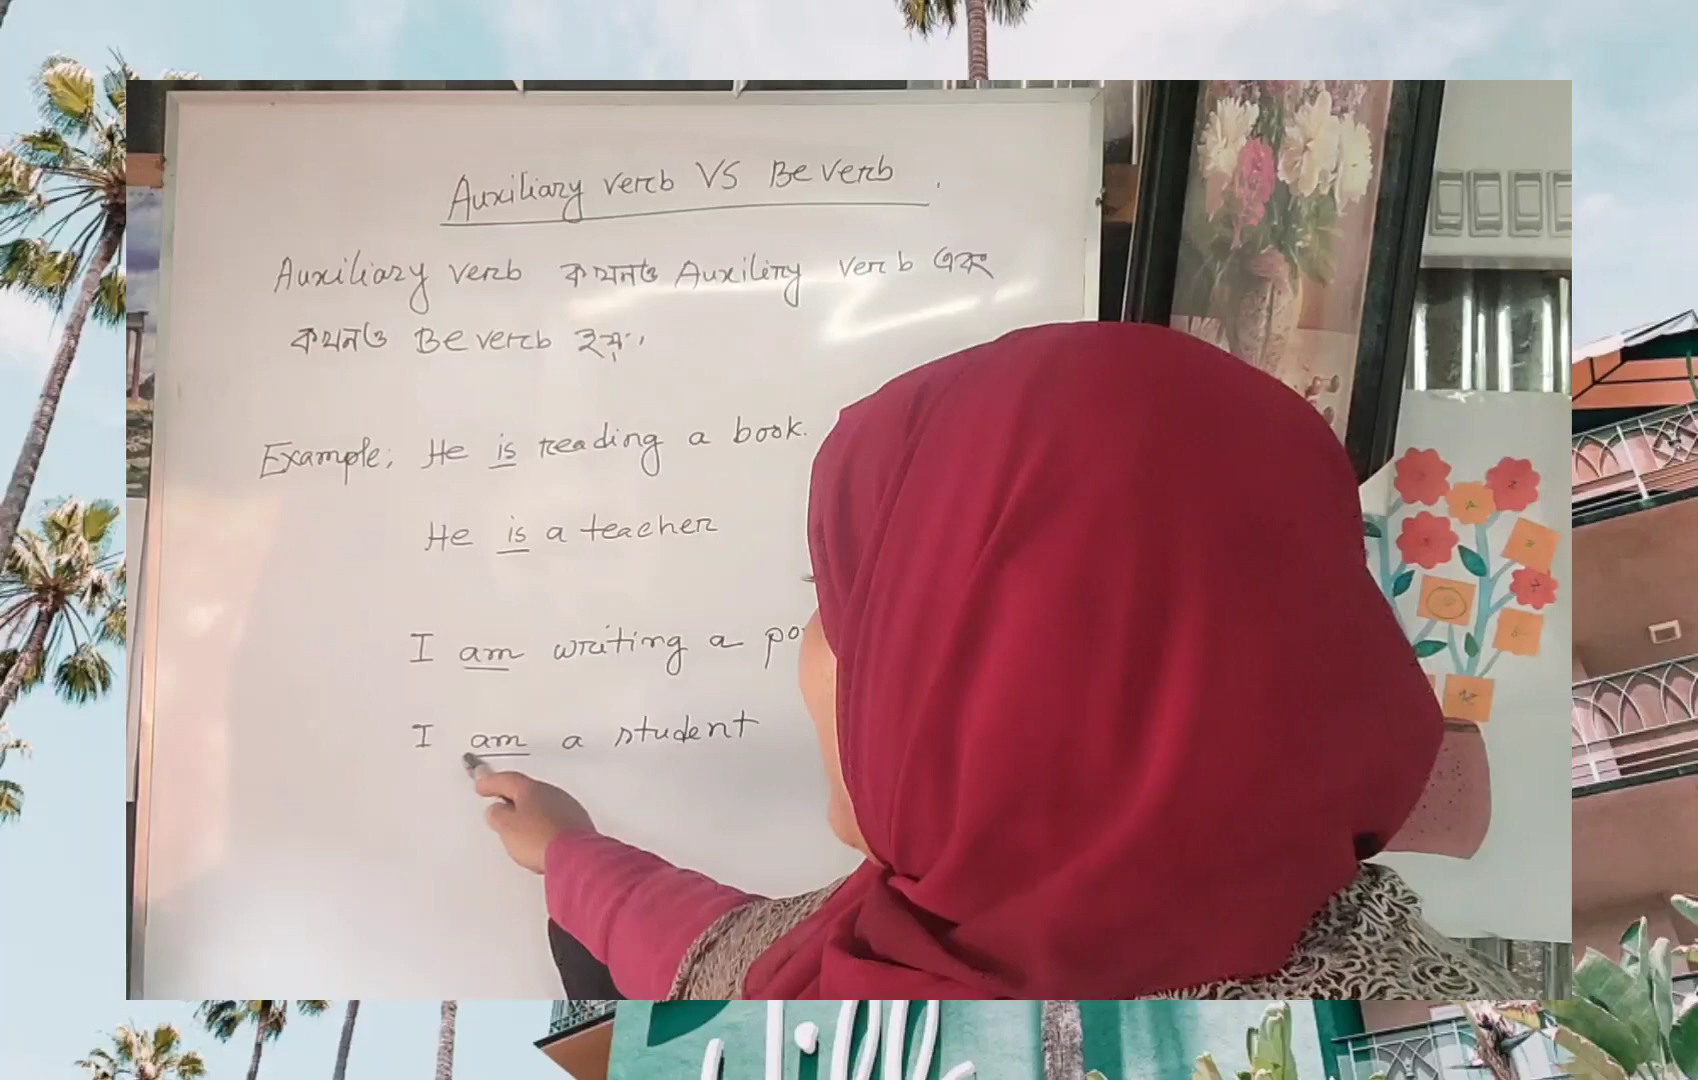 Auxiliary verb VS Be verb .
Auxiliary verb কখনও Auxiliry verb এবং
কখনও Be verb হয়।
Example: He is reading a book.
He is a teacher
I am writing a
I am a student